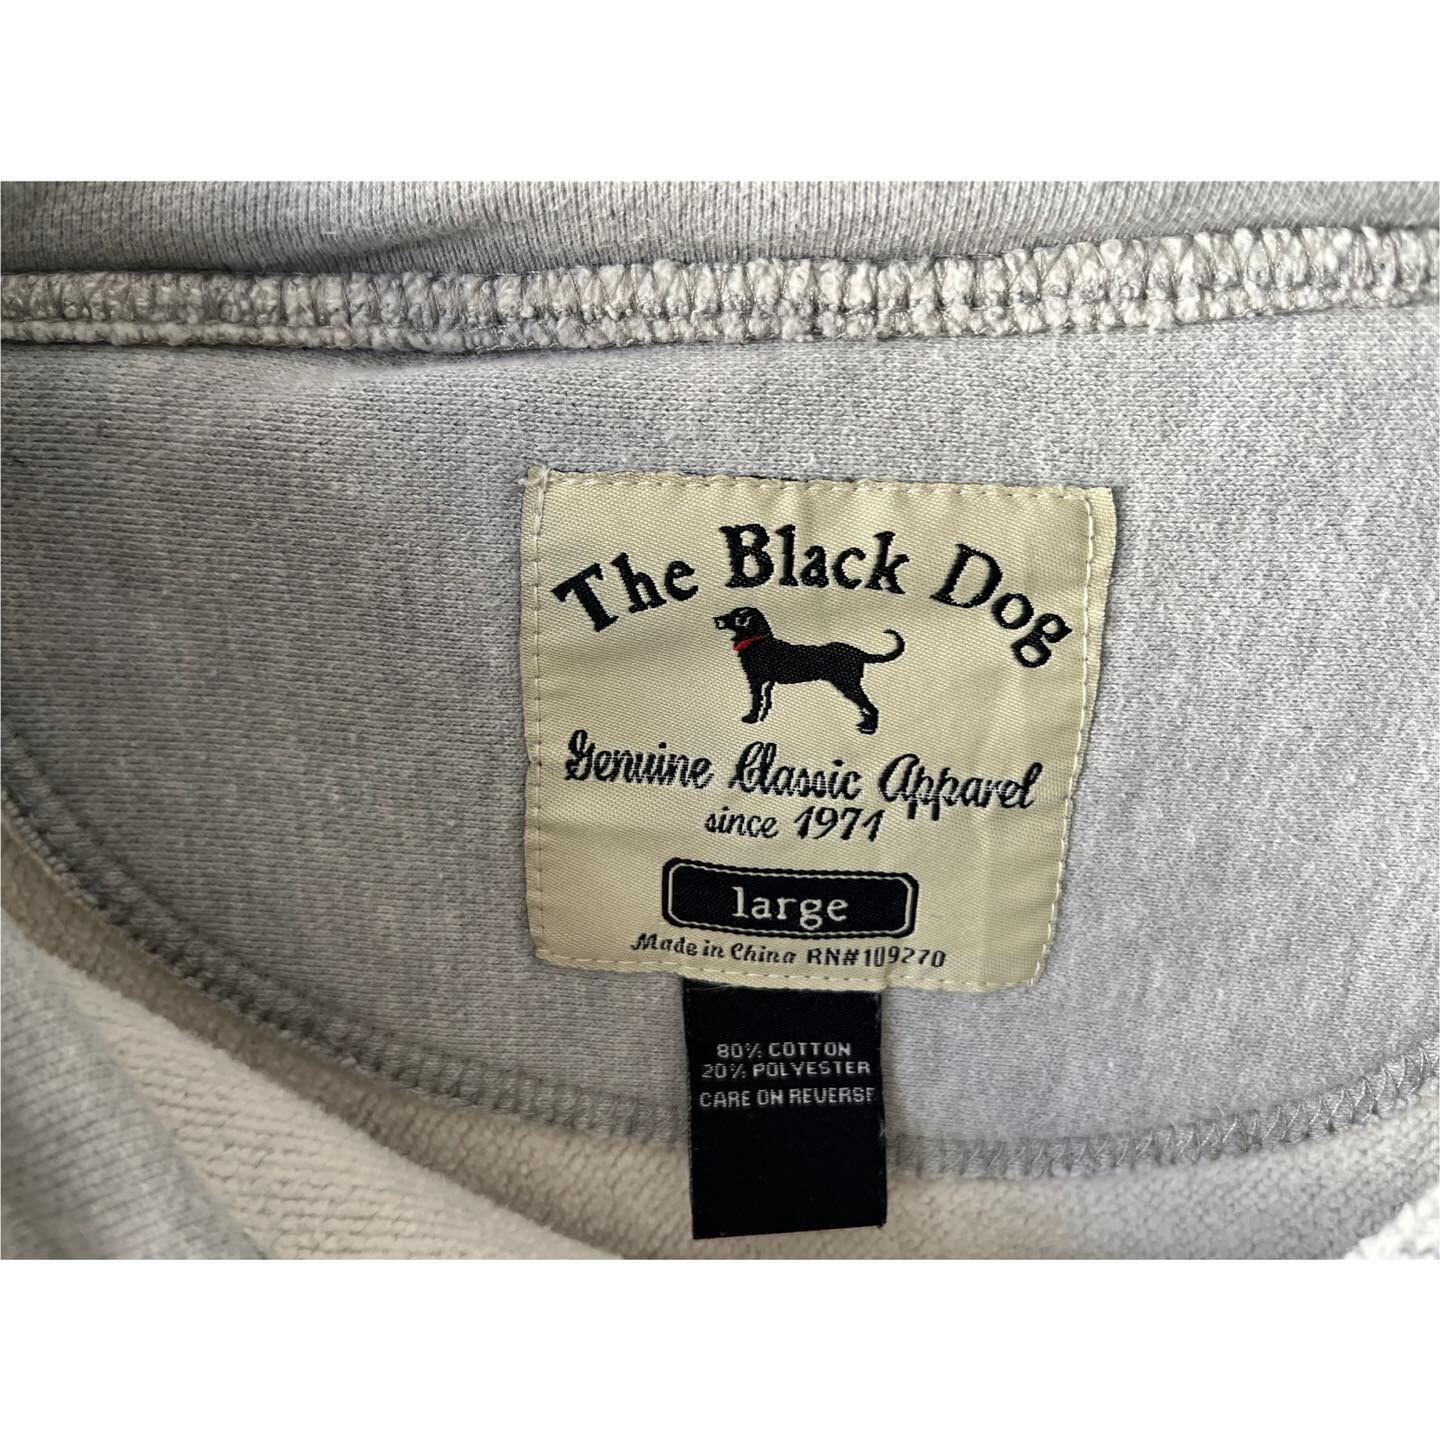 The Black Dog
Genuine Classic Apparel
since 1971
large
Made in China RN#109270
80% COTTON
20% POLYESTER
CARE ON REVERSE